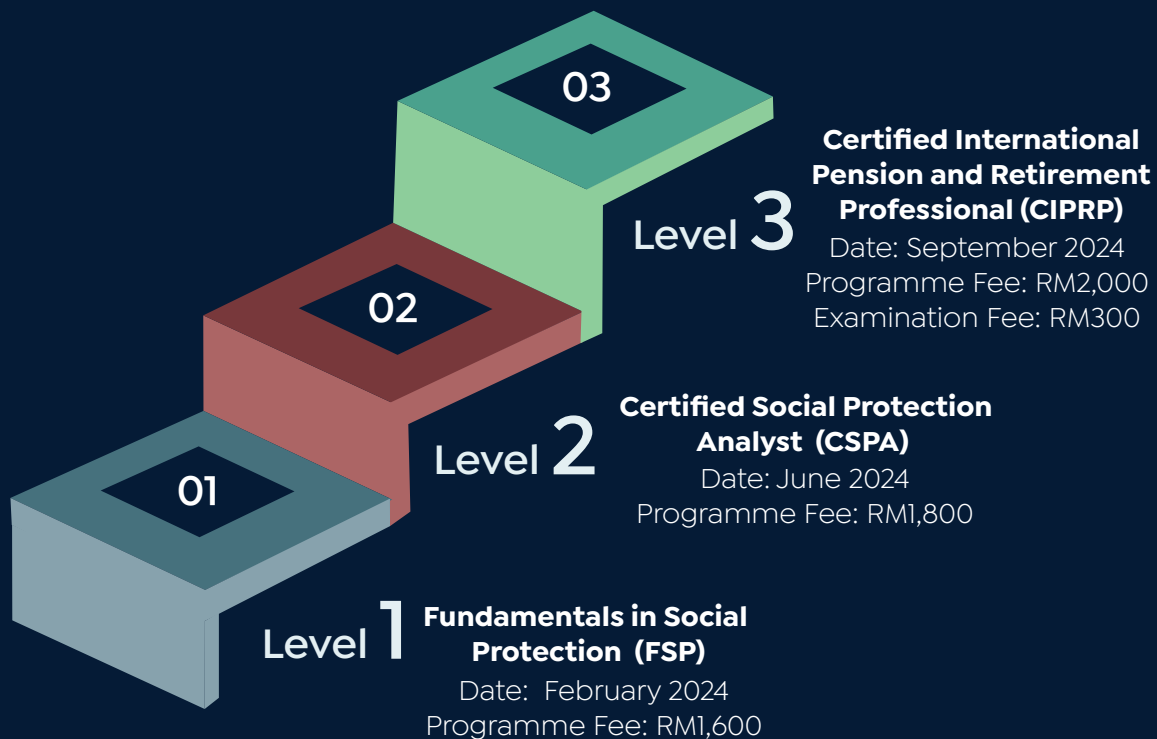 03
Certified International
Pension and Retirement
Professional (CIPRP)
Level 3
Date: September 2024
Programme Fee: RM2,000
Examination Fee: RM300
02
Certified Social Protection
Analyst (CSPA)
Level 2
Date: June 2024
Programme Fee: RM1,800
01
Level 1
Fundamentals in Social
Protection (FSP)
Date: February 2024
Programme Fee: RM1,600